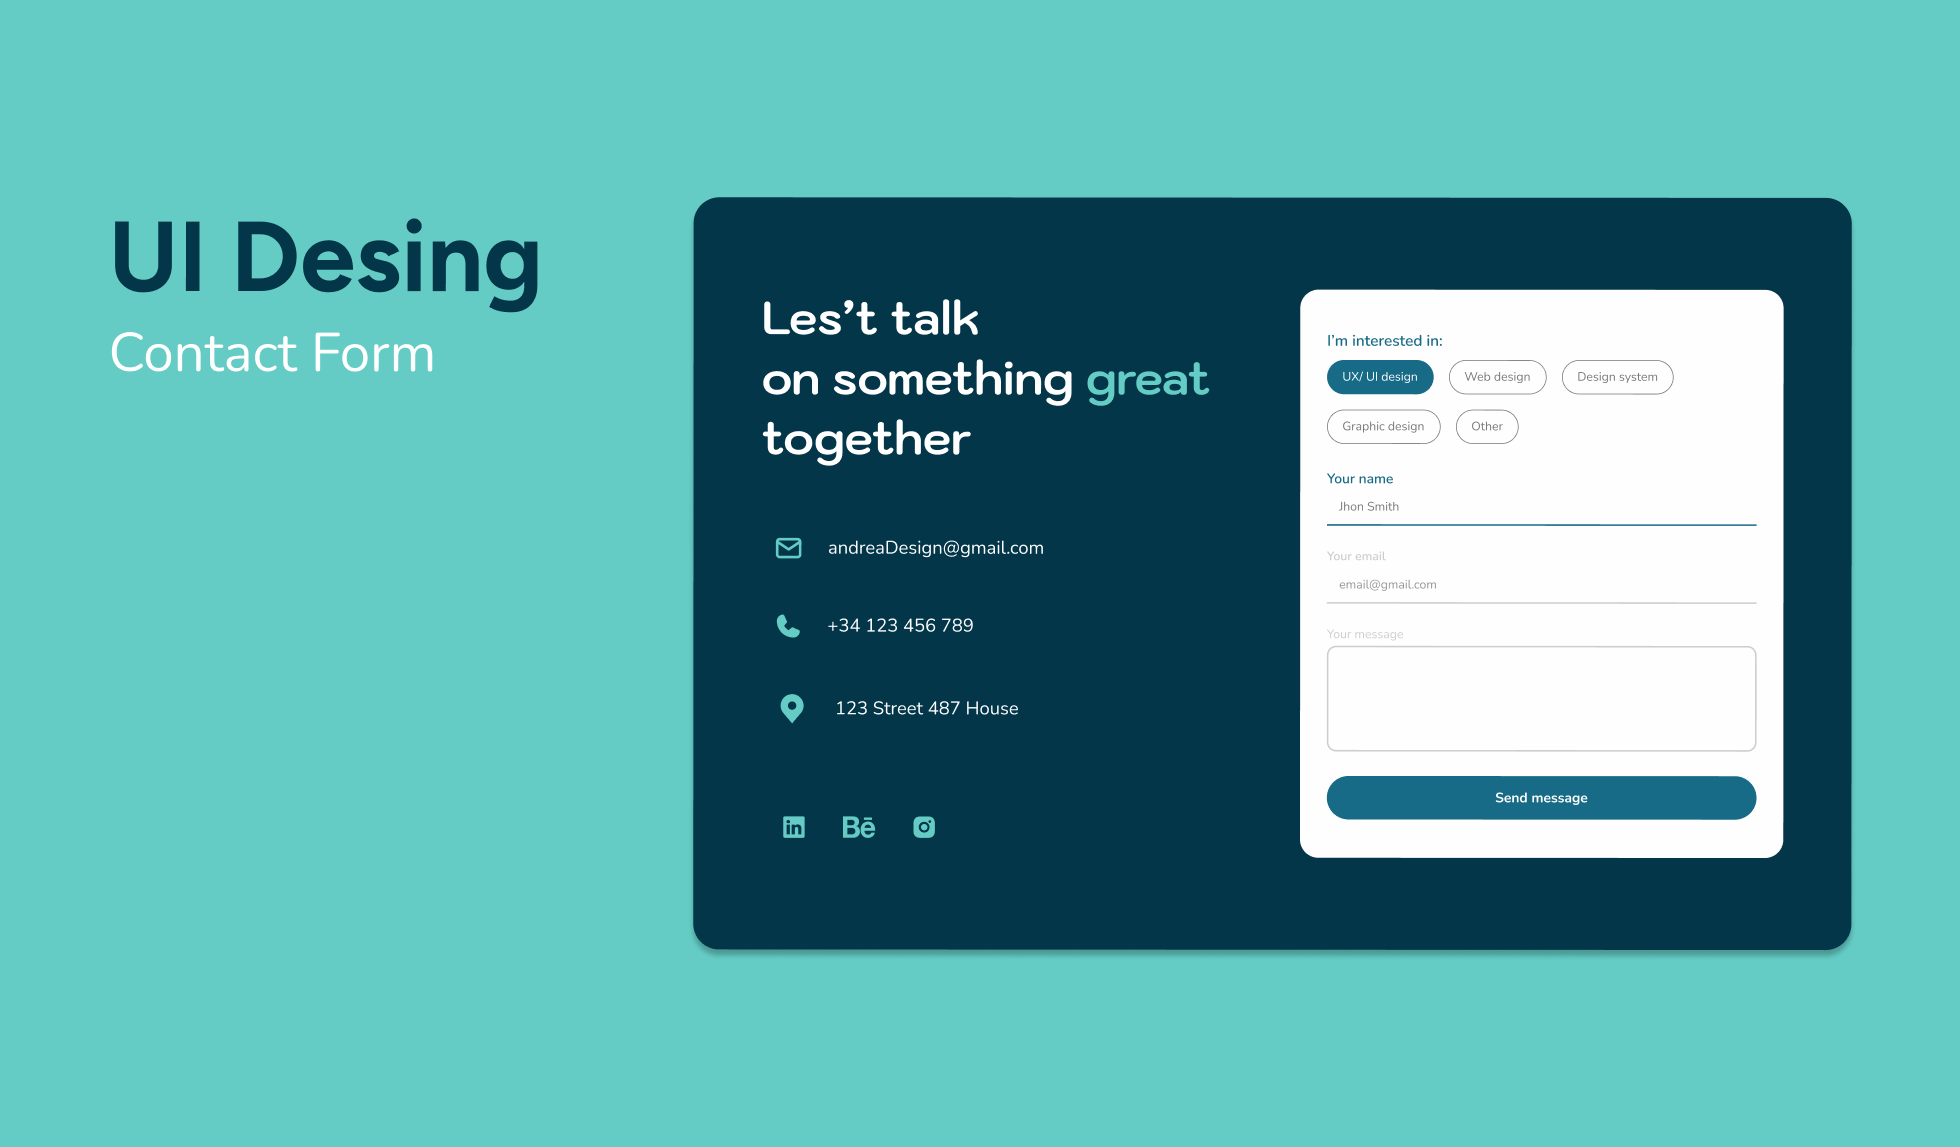 UI Desing
Contact Form
Les't talk
on something great
together
andreaDesign@gmail.com
+34 123 456 789
123 Street 487 House
in Bē
I'm interested in:
UX/ UI design Web design Design system
Graphic design Other
Your name
Jhon Smith
Your email
email@gmail.com
Your message
Send message